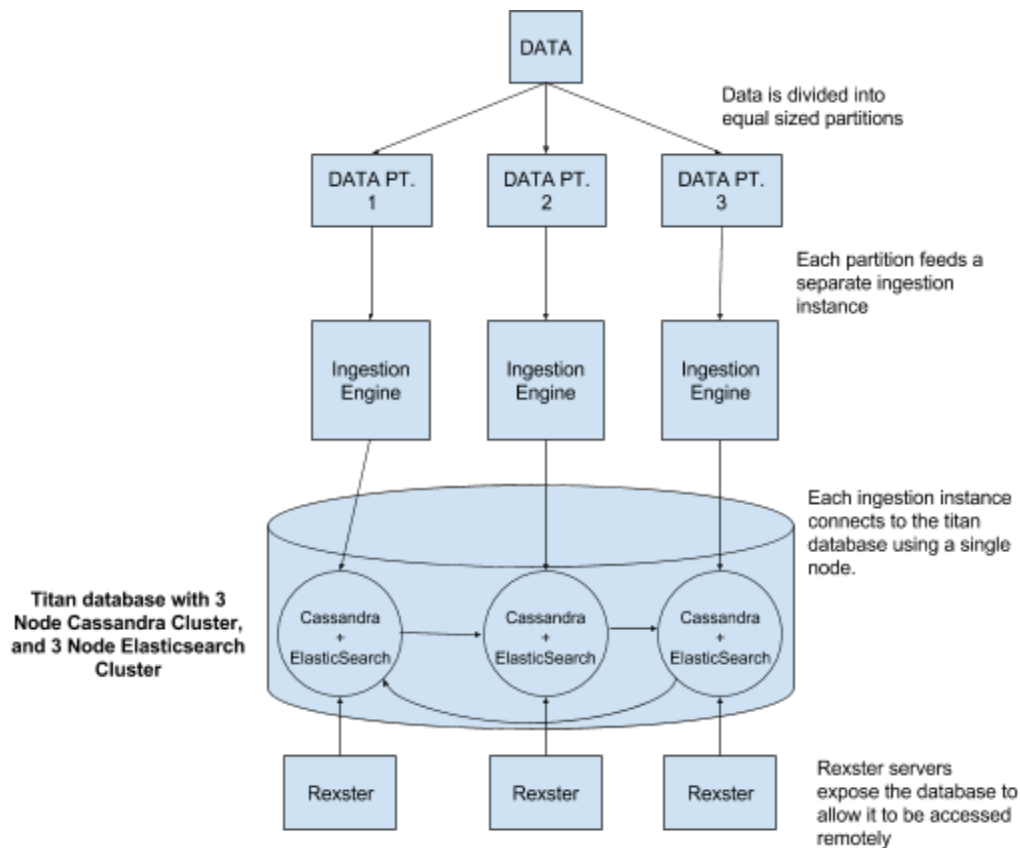 DATA
Data is divided into
equal sized partitions
DATA PT.
1
DATA PT.
2
DATA PT.
3
Each partition feeds a
separate ingestion
instance
Ingestion
Engine
Ingestion
Engine
Ingestion
Engine
Each ingestion instance
connects to the titan
database using a single
node.
Titan database with 3
Node Cassandra Cluster,
and 3 Node Elasticsearch
Cluster
Cassandra
+
ElasticSearch
Cassandra
+
ElasticSearch
Cassandra
+
ElasticSearch
Rexster
Rexster
Rexster
Rexster servers
expose the database to
allow it to be accessed
remotely